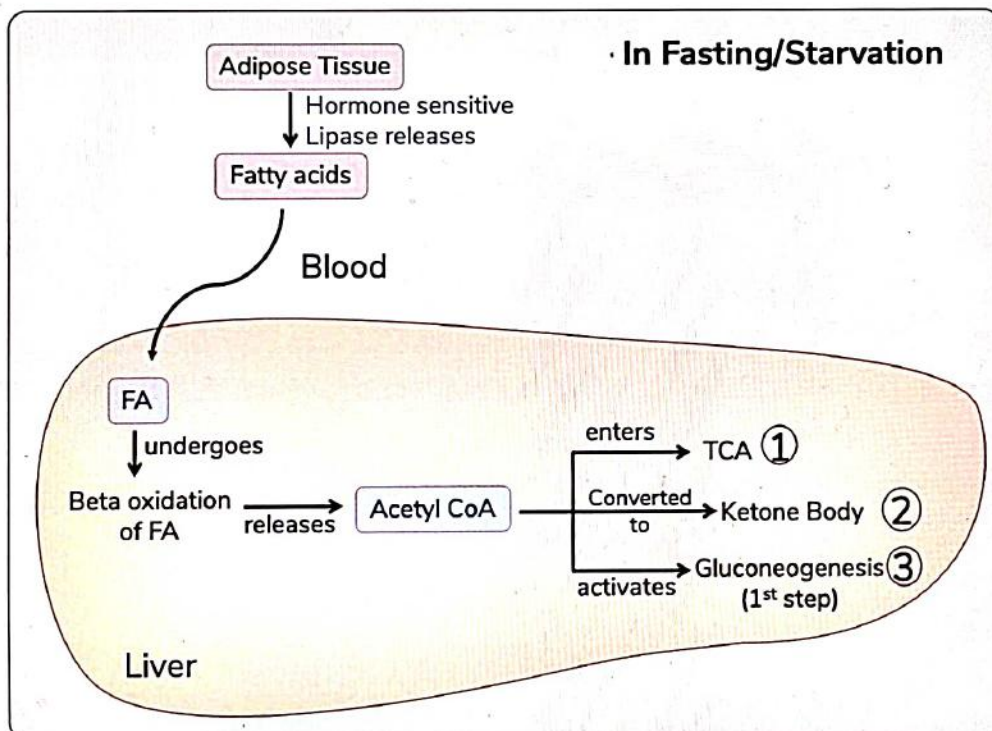 · In Fasting/Starvation
Adipose Tissue
Hormone sensitive
Lipase releases
Fatty acids
Blood
FA
undergoes
Beta oxidation
of FA
releases
Acetyl CoA
enters
TCA ①
Converted
to
Ketone Body ②
activates
Gluconeogenesis ③
(1st step)
Liver